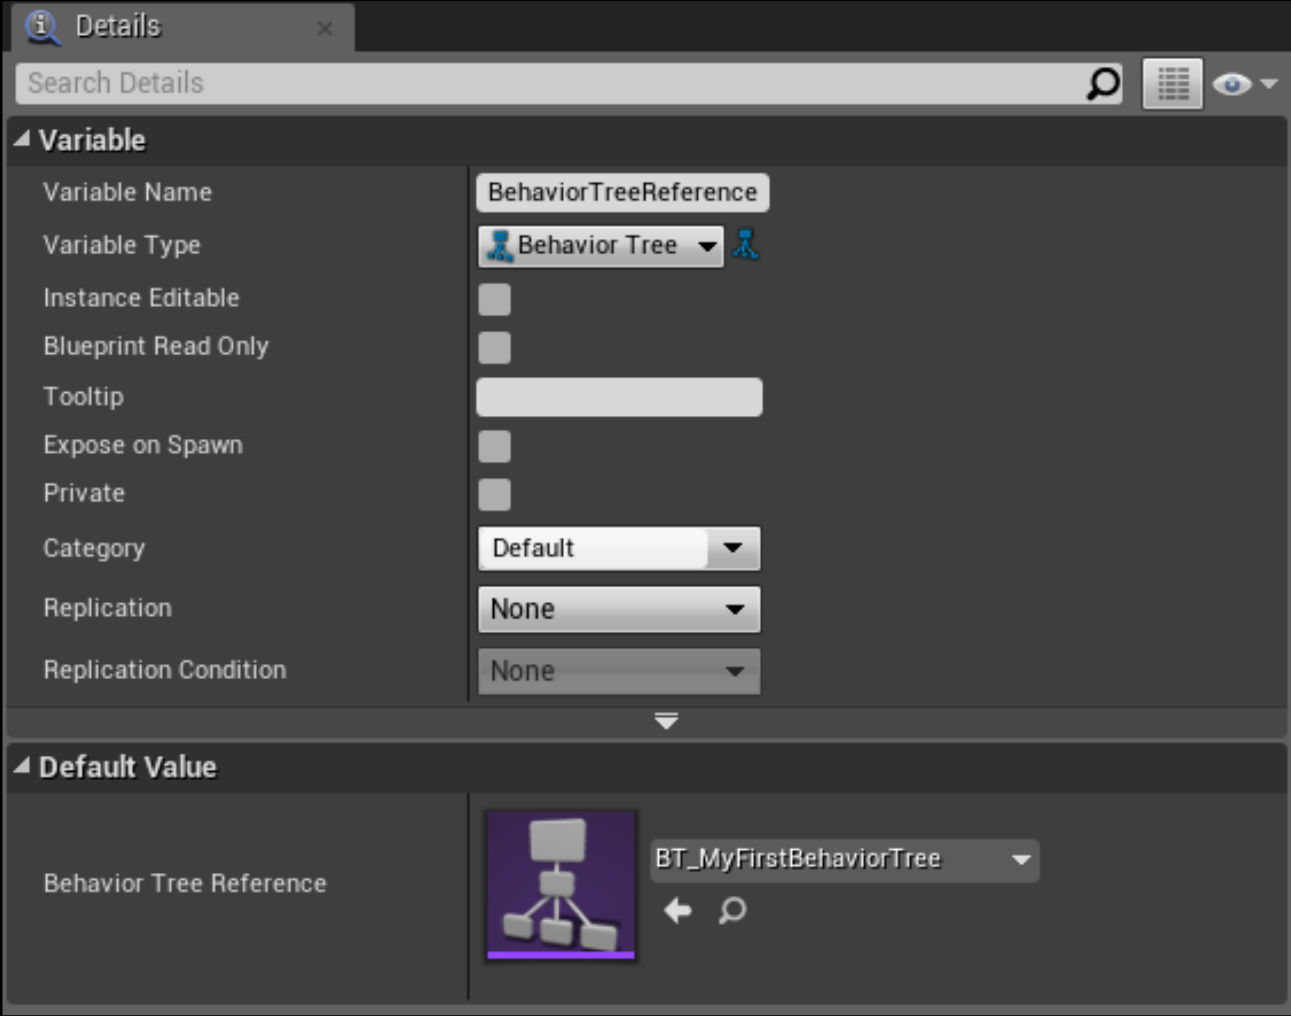 Details
Search Details
Variable
Variable Name
BehaviorTreeReference
Variable Type
Behavior Tree
Instance Editable
Blueprint Read Only
Tooltip
Expose on Spawn
Private
Category
Default
Replication
None
Replication Condition
None
Default Value
Behavior Tree Reference
BT_MyFirstBehaviorTree